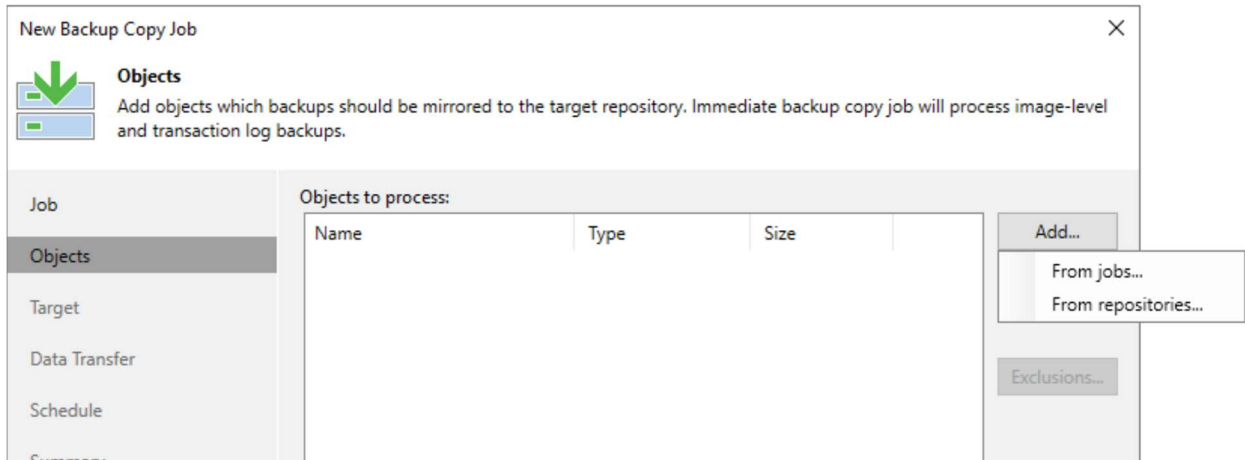 New Backup Copy Job
Objects
Add objects which backups should be mirrored to the target repository. Immediate backup copy job will process image-level
and transaction log backups.
Job
Objects
Target
Data Transfer
Schedule
Summary
Objects to process:
Name Type Size
Add...
From jobs...
From repositories...
Exclusions...